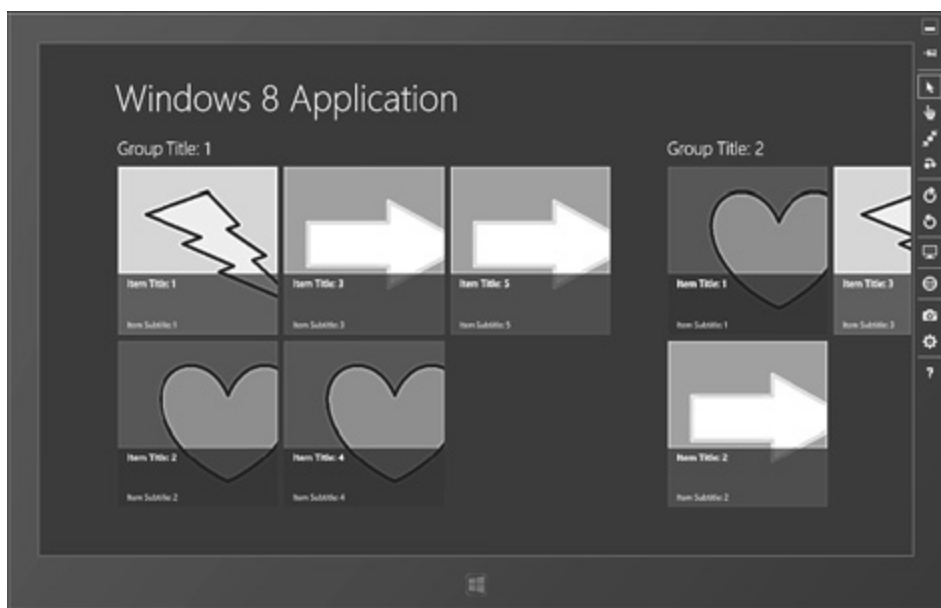 Windows 8 Application
Group Title: 1
Item Title: 1
Item Subtitle: 1
Item Title: 3
Item Subtitle: 3
Item Title: 5
Item Subtitle: 5
Item Title: 2
Item Subtitle: 2
Item Title: 4
Item Subtitle: 4
Group Title: 2
Item Title: 1
Item Subtitle: 1
Item Title: 3
Item Subtitle: 3
Item Title: 2
Item Subtitle: 2
?